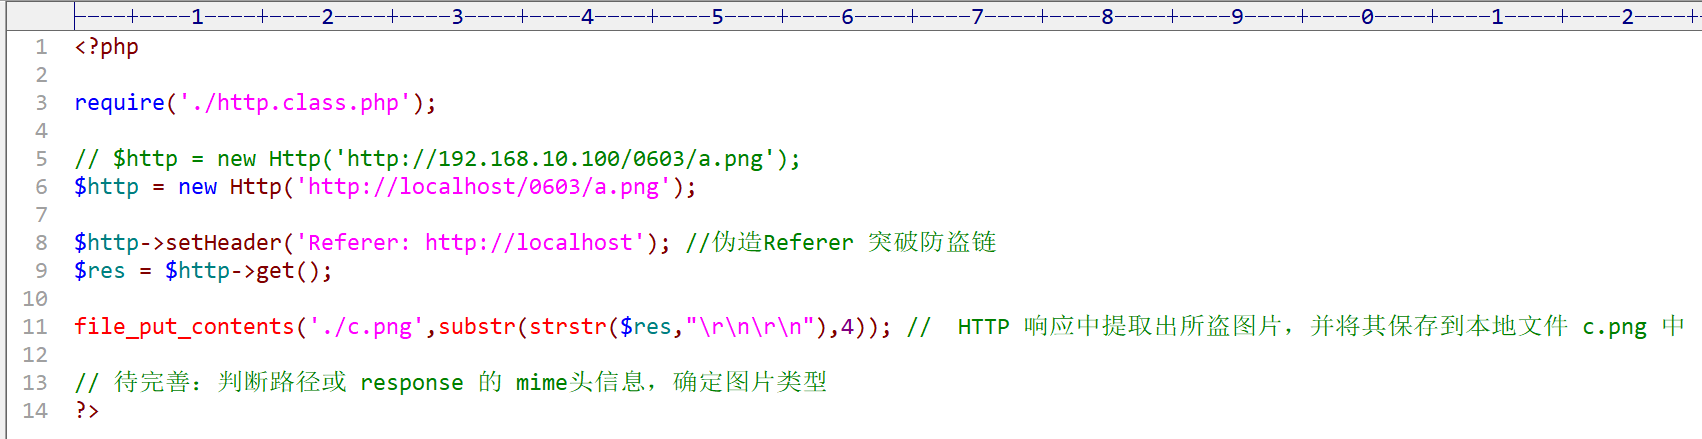 ├────┼────1────┼────2────┼────3────┼────4────┼────5────┼────6────┼────7────┼────8────┼────9────┼────0────┼────1────┼────2────┼
1 <?php
2
3 require('./http.class.php');
4
5 // $http = new Http('http://192.168.10.100/0603/a.png');
6 $http = new Http('http://localhost/0603/a.png');
7
8 $http->setHeader('Referer: http://localhost'); //伪造Referer 突破防盗链
9 $res = $http->get();
10
11 file_put_contents('./c.png',substr(strstr($res,"\r\n\r\n"),4)); //  HTTP 响应中提取出所盗图片，并将其保存到本地文件 c.png 中
12
13 // 待完善：判断路径或 response 的 mime头信息，确定图片类型
14 ?>